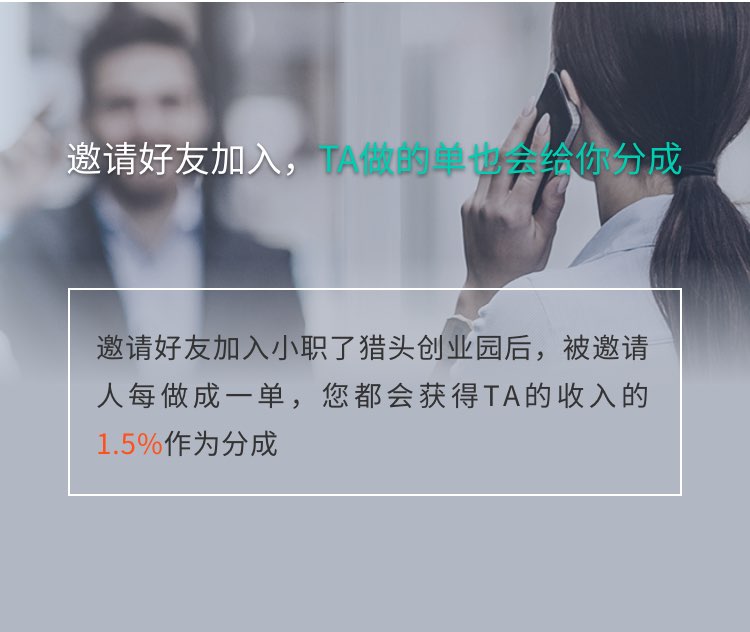 邀请好友加入，TA做的单也会给你分成
邀请好友加入小职了猎头创业园后，被邀请
人每做成一单，您都会获得TA的收入的
1.5%作为分成